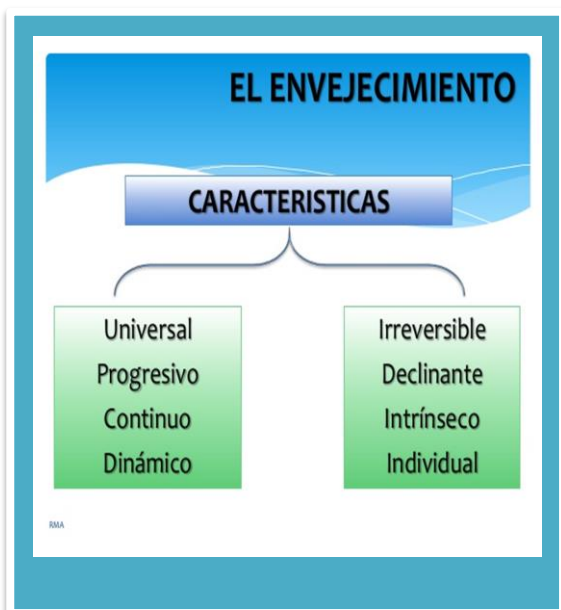 EL ENVEJECIMIENTO
CARACTERISTICAS
Universal
Progresivo
Continuo
Dinámico
Irreversible
Declinante
Intrínseco
Individual
RMA